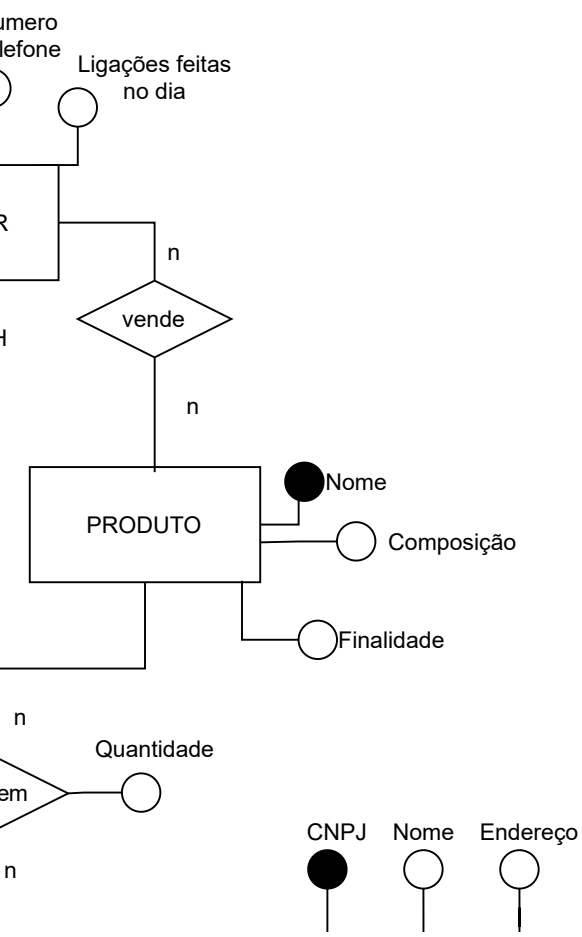 umero
lefone
Ligações feitas
no dia
R
n
vende
H
n
Nome
PRODUTO
Composição
Finalidade
n
Quantidade
em
CNPJ Nome Endereço
n